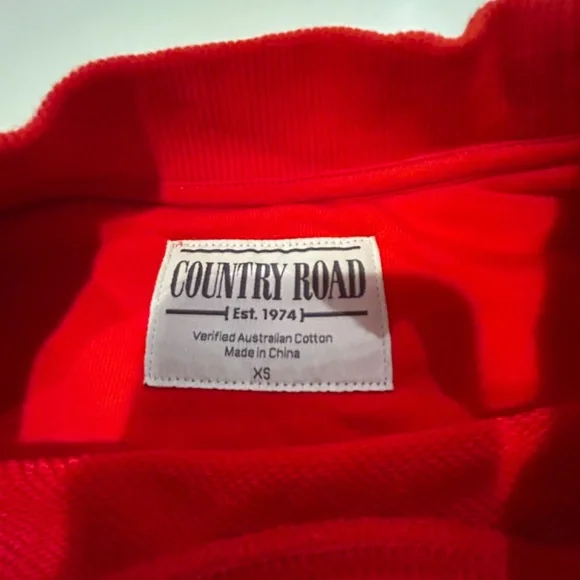 COUNTRY ROAD
Est. 1974
Verified Australian Cotton
Made in China
XS